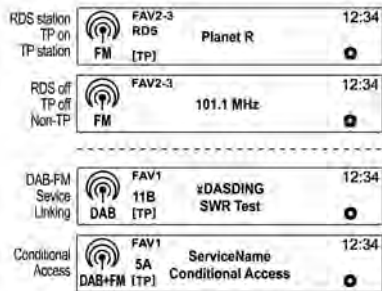 RDS station
TP on
TP station
FAV2-3
RDS
FM
[TP]
Planet R
12:34
RDS off
TP off
Non-TP
FAV2-3
FM
101.1 MHz
12:34
DAB-FM
Sevice
Linking
FAV1
11B
DAB [TP]
xDASDING
SWR Test
12:34
Conditional
Access
FAV1
5A
DAB+FM [TP]
ServiceName
Conditional Access
12:34